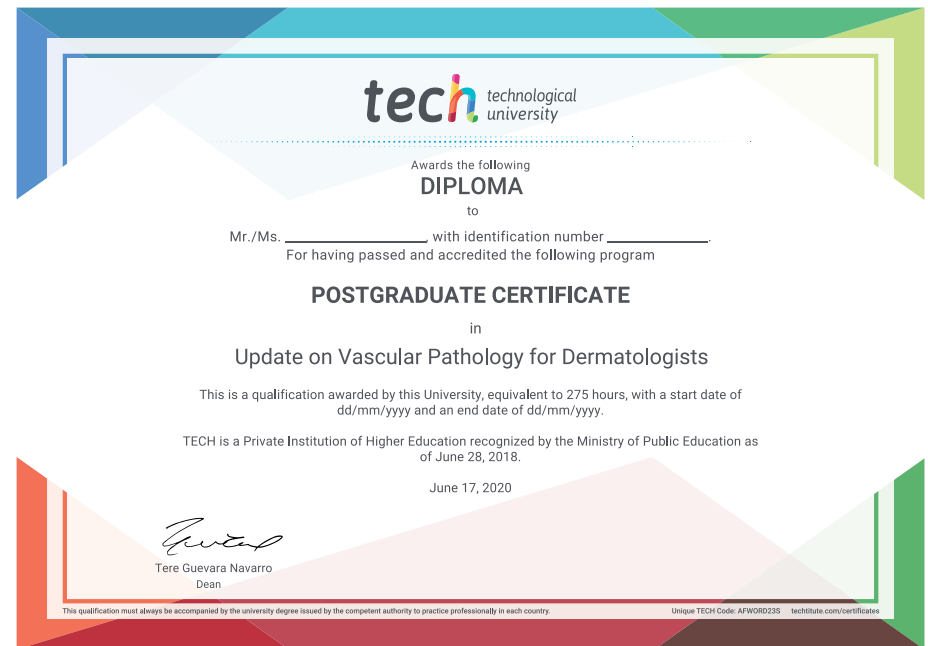 tech technological
university
Awards the following
DIPLOMA
to
Mr./Ms. ____________________, with identification number ______________.
For having passed and accredited the following program
POSTGRADUATE CERTIFICATE
in
Update on Vascular Pathology for Dermatologists
This is a qualification awarded by this University, equivalent to 275 hours, with a start date of
dd/mm/yyyy and an end date of dd/mm/yyyy.
TECH is a Private Institution of Higher Education recognized by the Ministry of Public Education as
of June 28, 2018.
June 17, 2020
Tere Guevara Navarro
Dean
This qualification must always be accompanied by the university degree issued by the competent authority to practice professionally in each country.
Unique TECH Code: AFWORD23S techtitute.com/certificates